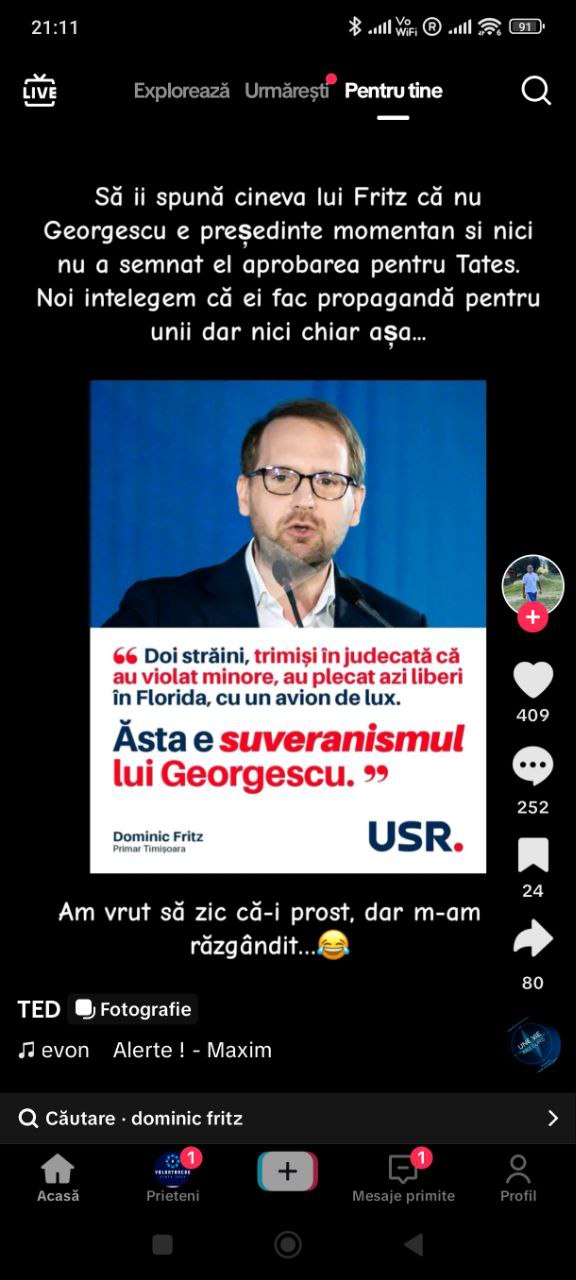 21:11
Vo
WiFi
R
91
LIVE
Explorează Urmărești Pentru tine
Să ii spună cineva lui Fritz că nu
Georgescu e președinte momentan si nici
nu a semnat el aprobarea pentru Tates.
Noi intelegem că ei fac propagandă pentru
unii dar nici chiar așa...
“ Doi străini, trimiși în judecată că
au violat minore, au plecat azi liberi
în Florida, cu un avion de lux.
Ăsta e suveranismul
lui Georgescu. ”
Dominic Fritz
Primar Timișoara
USR.
409
252
24
80
Am vrut să zic că-i prost, dar m-am
răzgândit...😂
TED Fotografie
evon Alerte ! - Maxim
Căutare · dominic fritz
1
1
Acasă
Prieteni
Mesaje primite
Profil